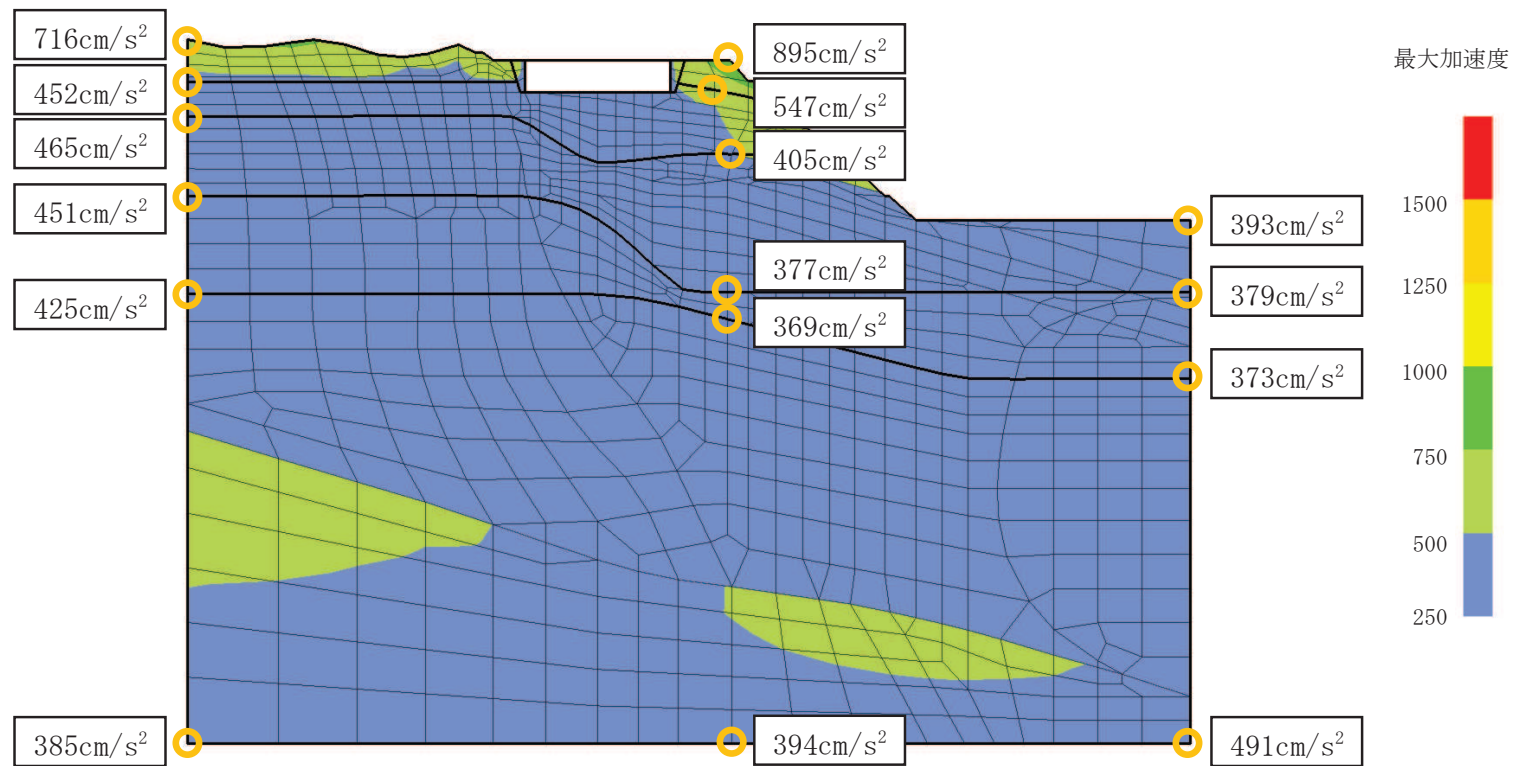 716cm/s²
452cm/s²
465cm/s²
451cm/s²
425cm/s²
385cm/s²
895cm/s²
547cm/s²
405cm/s²
377cm/s²
369cm/s²
394cm/s²
393cm/s²
379cm/s²
373cm/s²
491cm/s²
最大加速度
1500
1250
1000
750
500
250